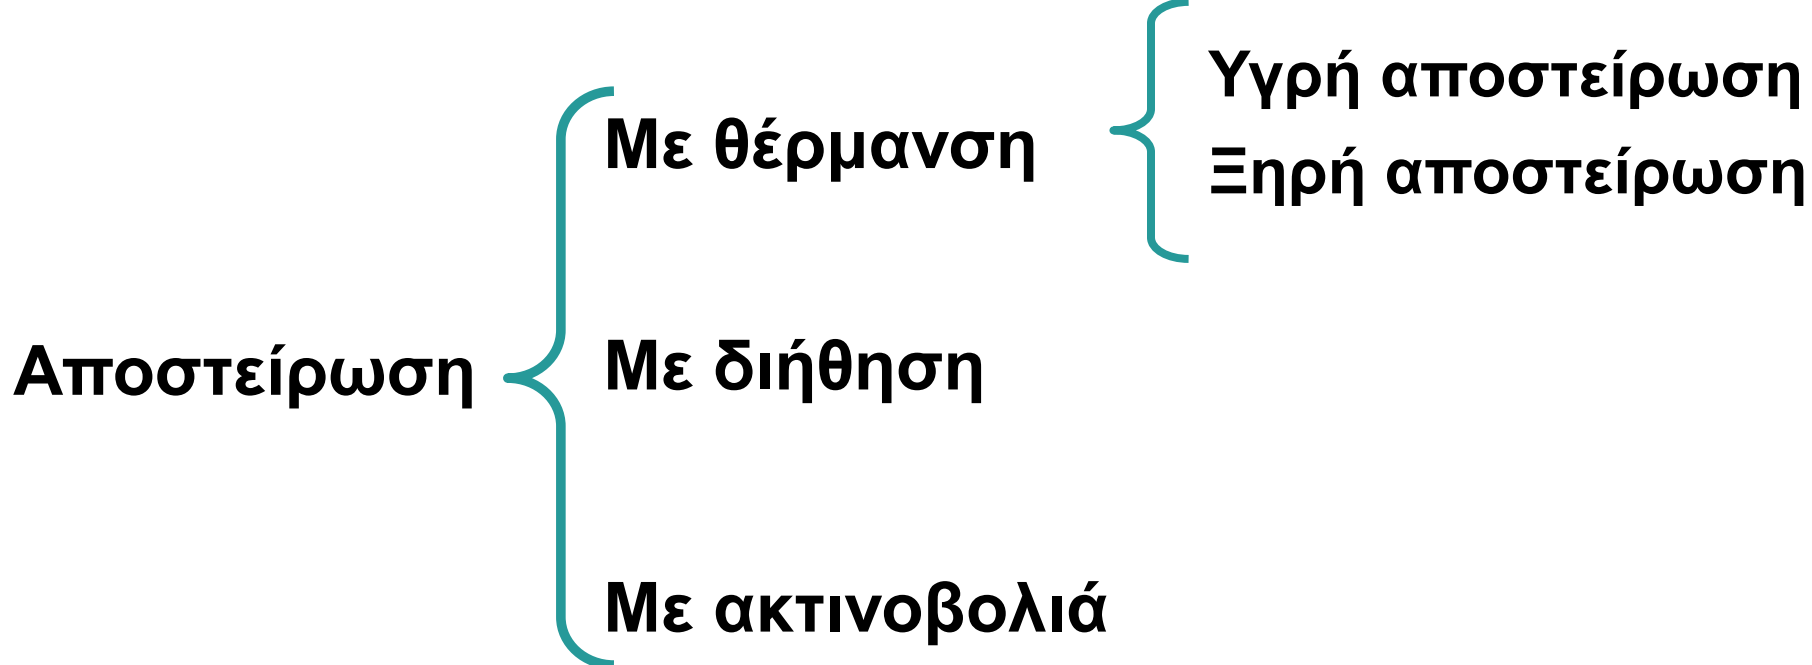 Υγρή αποστείρωση
Με θέρμανση
Ξηρή αποστείρωση
Αποστείρωση
Με διήθηση
Με ακτινοβολιά